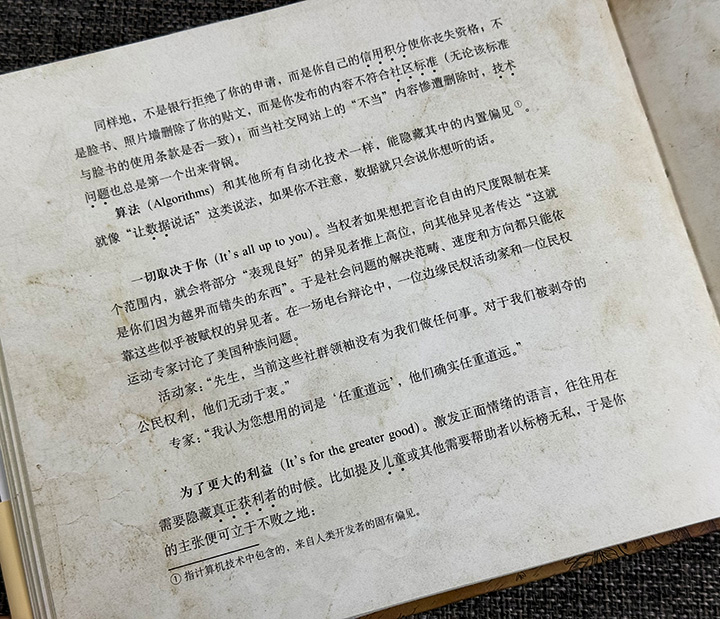 同样地，不是银行拒绝了你的申请，而是你自己的信用积分使你丧失资格；不
是脸书、照片墙删除了你的贴文，而是你发布的内容不符合社区标准（无论该标准
与脸书的使用条款是否一致）；而当社交网站上的“不当”内容惨遭删除时，技术
问题也总是第一个出来背锅。
算法（Algorithms）和其他所有自动化技术一样，能隐藏其中的内置偏见①。
就像“让数据说话”这类说法，如果你不注意，数据就只会说你想听的话。
一切取决于你（It's all up to you）。当权者如果想把言论自由的尺度限制在某
个范围内，就会将部分“表现良好”的异见者推上高位，向其他异见者传达“这就
是你们因为越界而错失的东西”。于是社会问题的解决范畴、速度和方向都只能依
靠这些似乎被赋权的异见者。在一场电台辩论中，一位边缘民权活动家和一位民权
运动专家讨论了美国种族问题。
活动家：“先生，当前这些社群领袖没有为我们做任何事。对于我们被剥夺的
公民权利，他们无动于衷。”
专家：“我认为您想用的词是‘任重道远’，他们确实任重道远。”
为了更大的利益（It's for the greater good）。激发正面情绪的语言，往往用在
需要隐藏真正获利者的时候。比如提及儿童或其他需要帮助者以标榜无私，于是你
的主张便可立于不败之地：
① 指计算机技术中包含的，来自人类开发者的固有偏见。